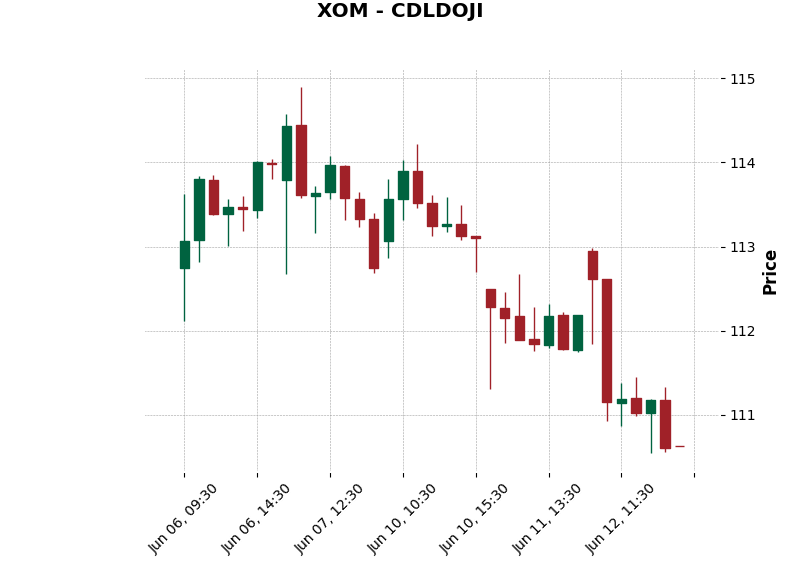 XOM - CDLDOJI
115
114
113
112
111
Price
Jun 06, 09:30
Jun 06, 14:30
Jun 07, 12:30
Jun 10, 10:30
Jun 10, 15:30
Jun 11, 13:30
Jun 12, 11:30